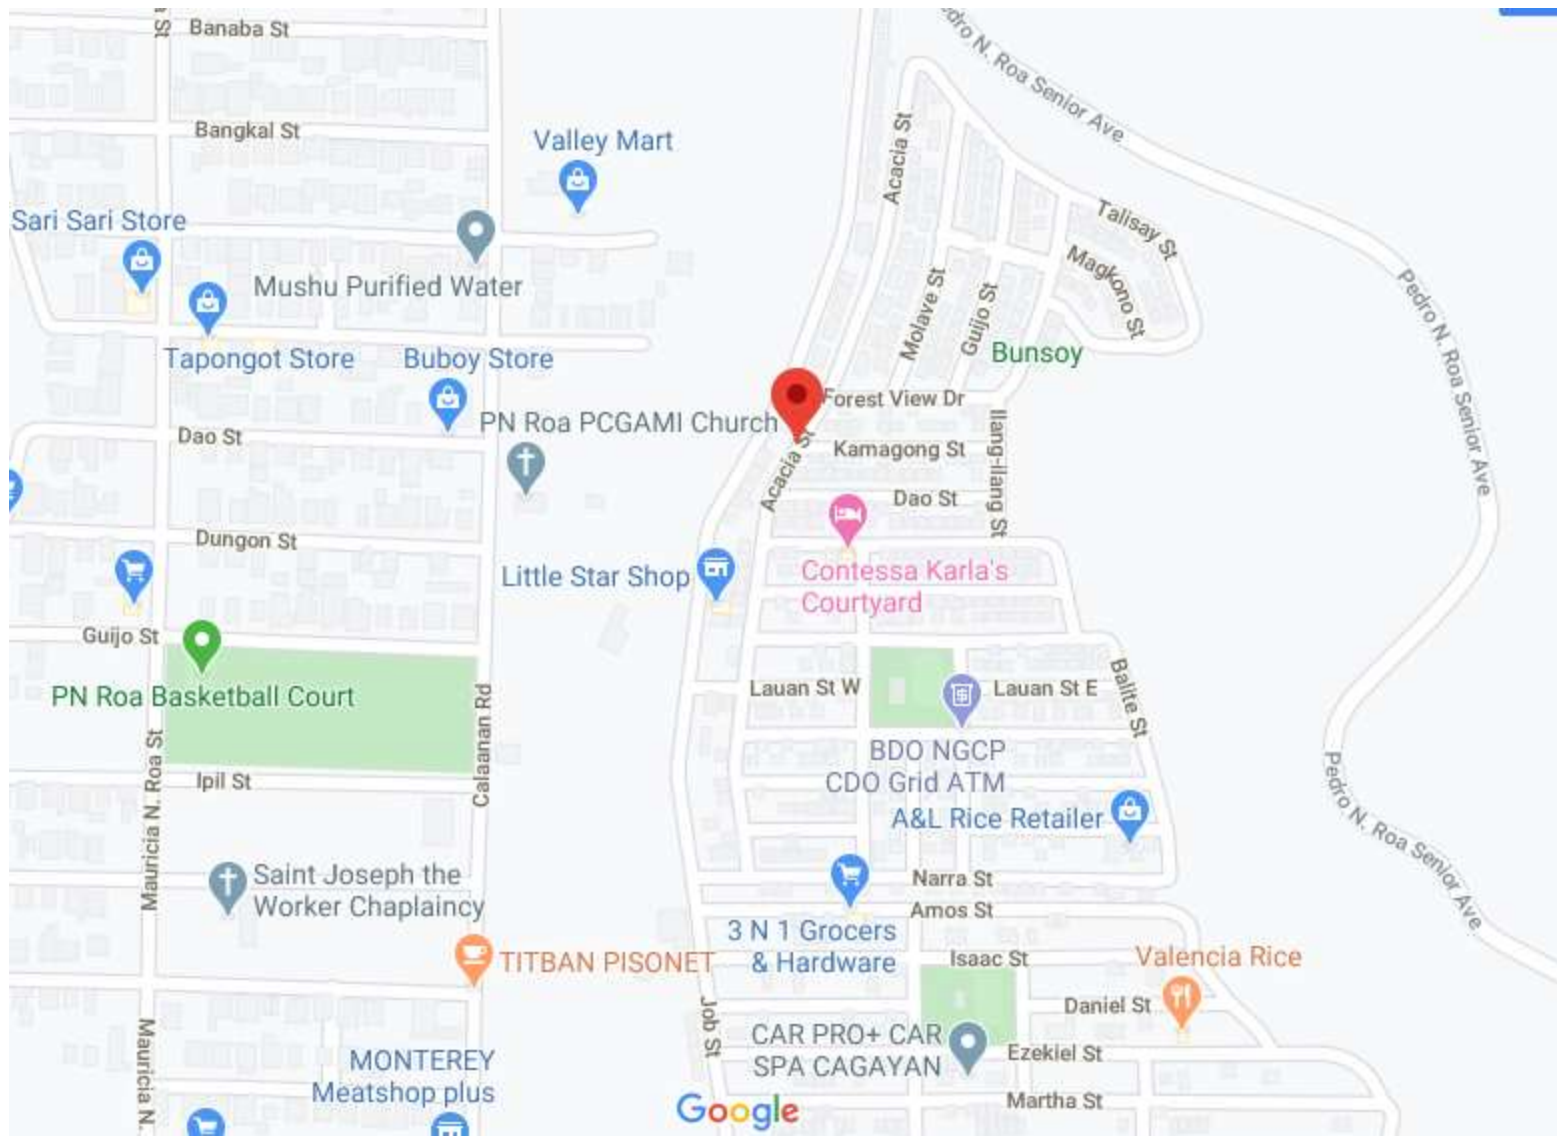 St
Banaba St
Pedro N. Roa Senior Ave
Bangkal St
Valley Mart
Acacia St
Sari Sari Store
Talisay St
Mushu Purified Water
Magkono St
Pedro N. Roa Senior Ave
Molave St
Guijo St
Tapongot Store
Buboy Store
Bunsoy
Forest View Dr
PN Roa PCGAMI Church
Dao St
Kamagong St
Ilang-ilang St
Acacia St
Dao St
Dungon St
Little Star Shop
Contessa Karla's
Courtyard
Guijo St
PN Roa Basketball Court
Lauan St W
Lauan St E
Balite St
Calaanan Rd
BDO NGCP
CDO Grid ATM
Ipil St
Mauricia N. Roa St
A&L Rice Retailer
Pedro N. Roa Senior Ave
Saint Joseph the
Worker Chaplaincy
Narra St
Amos St
3 N 1 Grocers
& Hardware
TITBAN PISONET
Isaac St
Valencia Rice
Daniel St
Job St
CAR PRO+ CAR
SPA CAGAYAN
Ezekiel St
Mauricia N.
MONTEREY
Meatshop plus
Martha St
Google